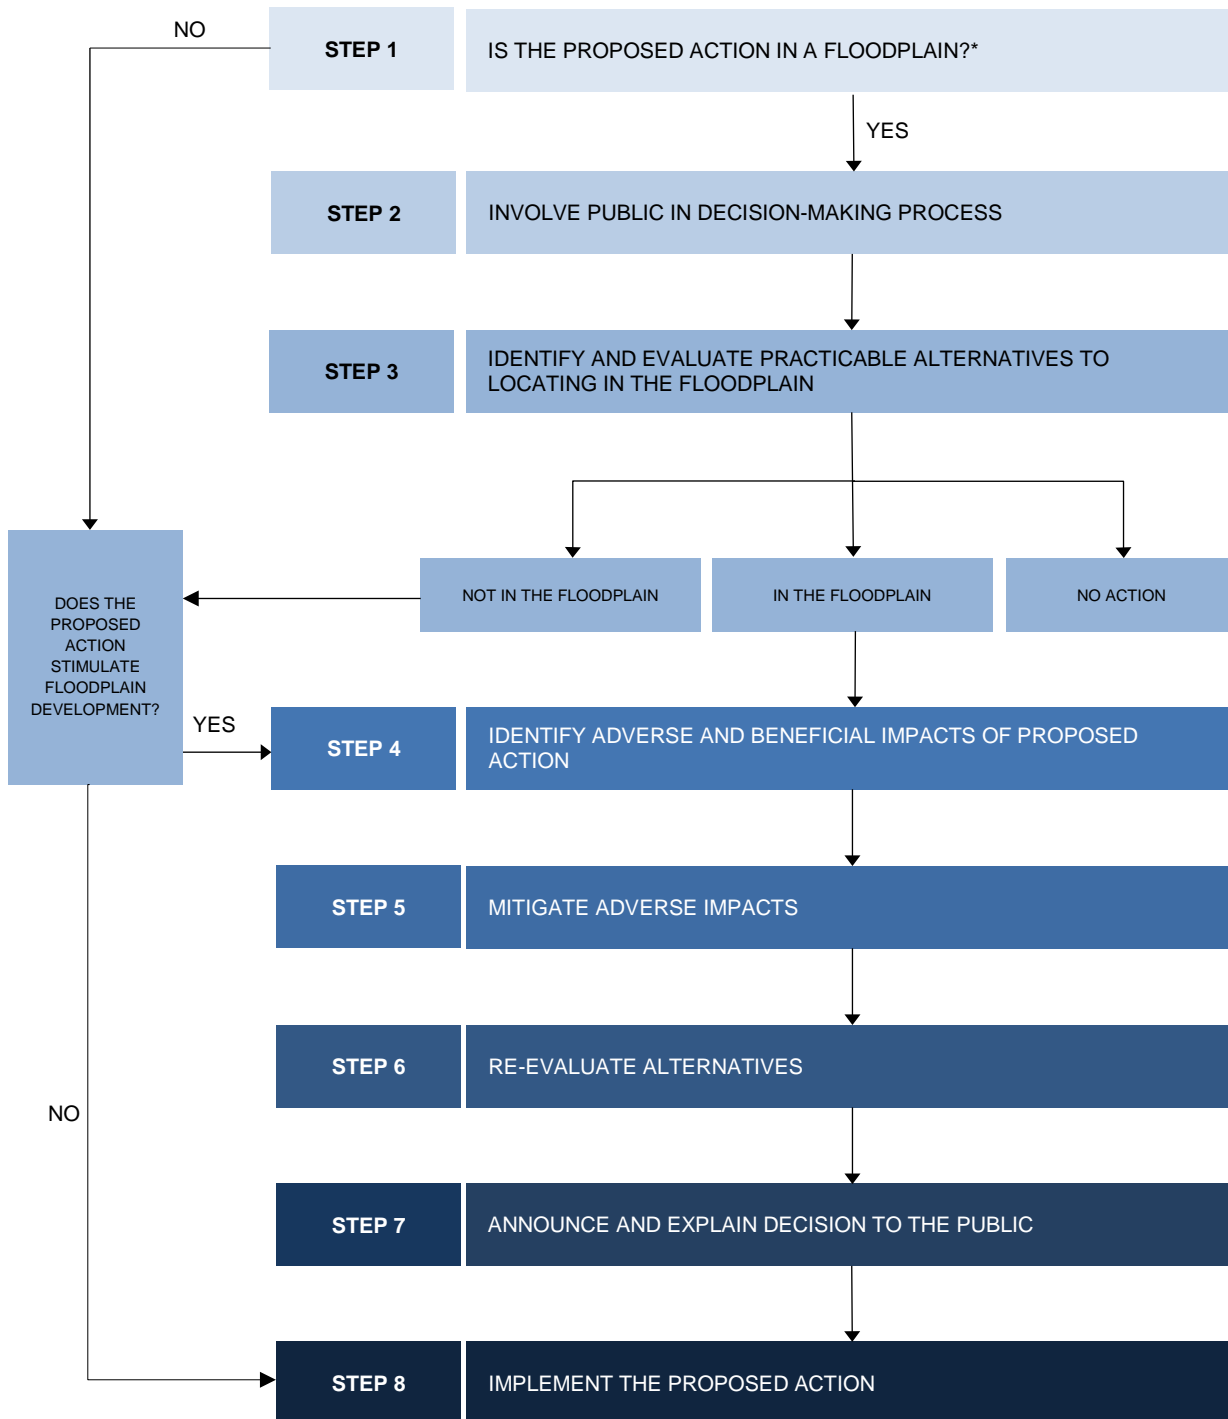 NO
STEP 1
IS THE PROPOSED ACTION IN A FLOODPLAIN?*
YES
STEP 2
INVOLVE PUBLIC IN DECISION-MAKING PROCESS
STEP 3
IDENTIFY AND EVALUATE PRACTICABLE ALTERNATIVES TO
LOCATING IN THE FLOODPLAIN
NOT IN THE FLOODPLAIN
IN THE FLOODPLAIN
NO ACTION
DOES THE
PROPOSED
ACTION
STIMULATE
FLOODPLAIN
DEVELOPMENT?
YES
STEP 4
IDENTIFY ADVERSE AND BENEFICIAL IMPACTS OF PROPOSED
ACTION
STEP 5
MITIGATE ADVERSE IMPACTS
STEP 6
RE-EVALUATE ALTERNATIVES
NO
STEP 7
ANNOUNCE AND EXPLAIN DECISION TO THE PUBLIC
STEP 8
IMPLEMENT THE PROPOSED ACTION